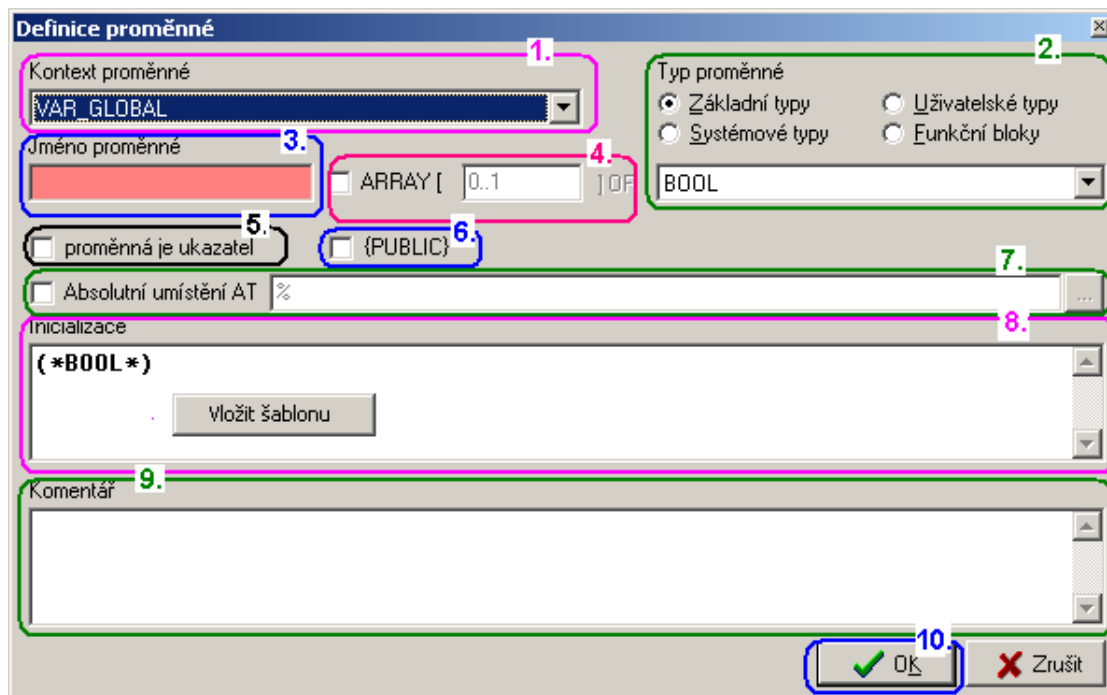 Definice proměnné
1.
Kontext proměnné
VAR_GLOBAL
2.
Typ proměnné
Základní typy
Uživatelské typy
Systémové typy
Funkční bloky
BOOL
3.
Jméno proměnné
4.
ARRAY [ 0..1 ] OF
5.
proměnná je ukazatel
6.
{PUBLIC}
7.
Absolutní umístění AT % ...
8.
Inicializace
(*BOOL*)
Vložit šablonu
9.
Komentář
10.
OK
Zrušit